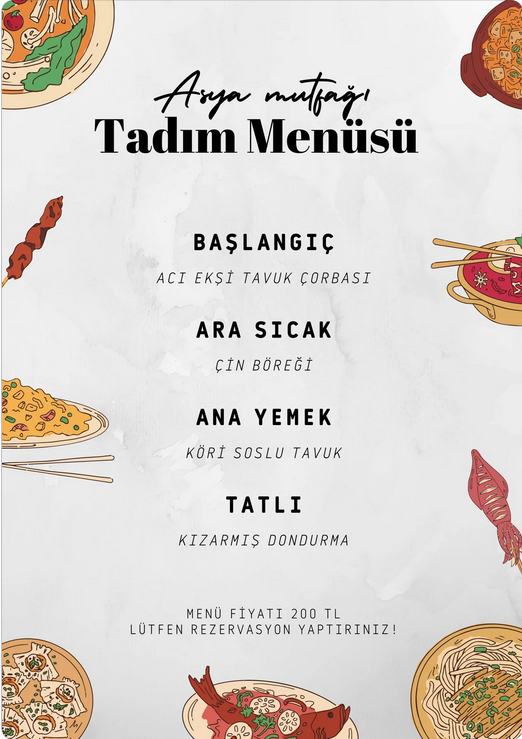 Asya mutfağı
Tadım Menüsü
BAŞLANGIÇ
ACI EKŞİ TAVUK ÇORBASI
ARA SICAK
ÇİN BÖREĞİ
ANA YEMEK
KÖRİ SOSLU TAVUK
TATLI
KIZARMIŞ DONDURMA
MENÜ FİYATI 200 TL
LÜTFEN REZERVASYON YAPTIRINIZ!